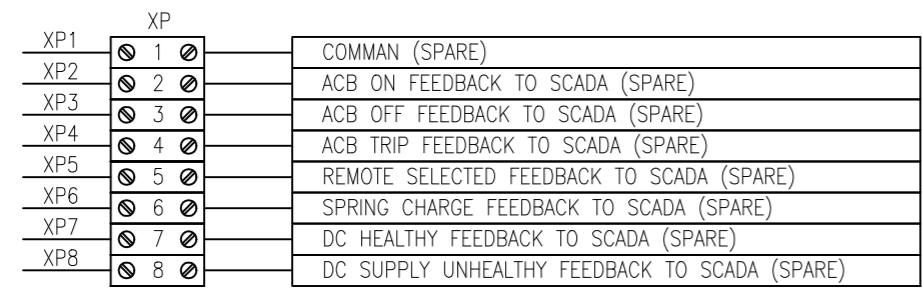 XP
XP1 1 COMMAN (SPARE)
XP2 2 ACB ON FEEDBACK TO SCADA (SPARE)
XP3 3 ACB OFF FEEDBACK TO SCADA (SPARE)
XP4 4 ACB TRIP FEEDBACK TO SCADA (SPARE)
XP5 5 REMOTE SELECTED FEEDBACK TO SCADA (SPARE)
XP6 6 SPRING CHARGE FEEDBACK TO SCADA (SPARE)
XP7 7 DC HEALTHY FEEDBACK TO SCADA (SPARE)
XP8 8 DC SUPPLY UNHEALTHY FEEDBACK TO SCADA (SPARE)